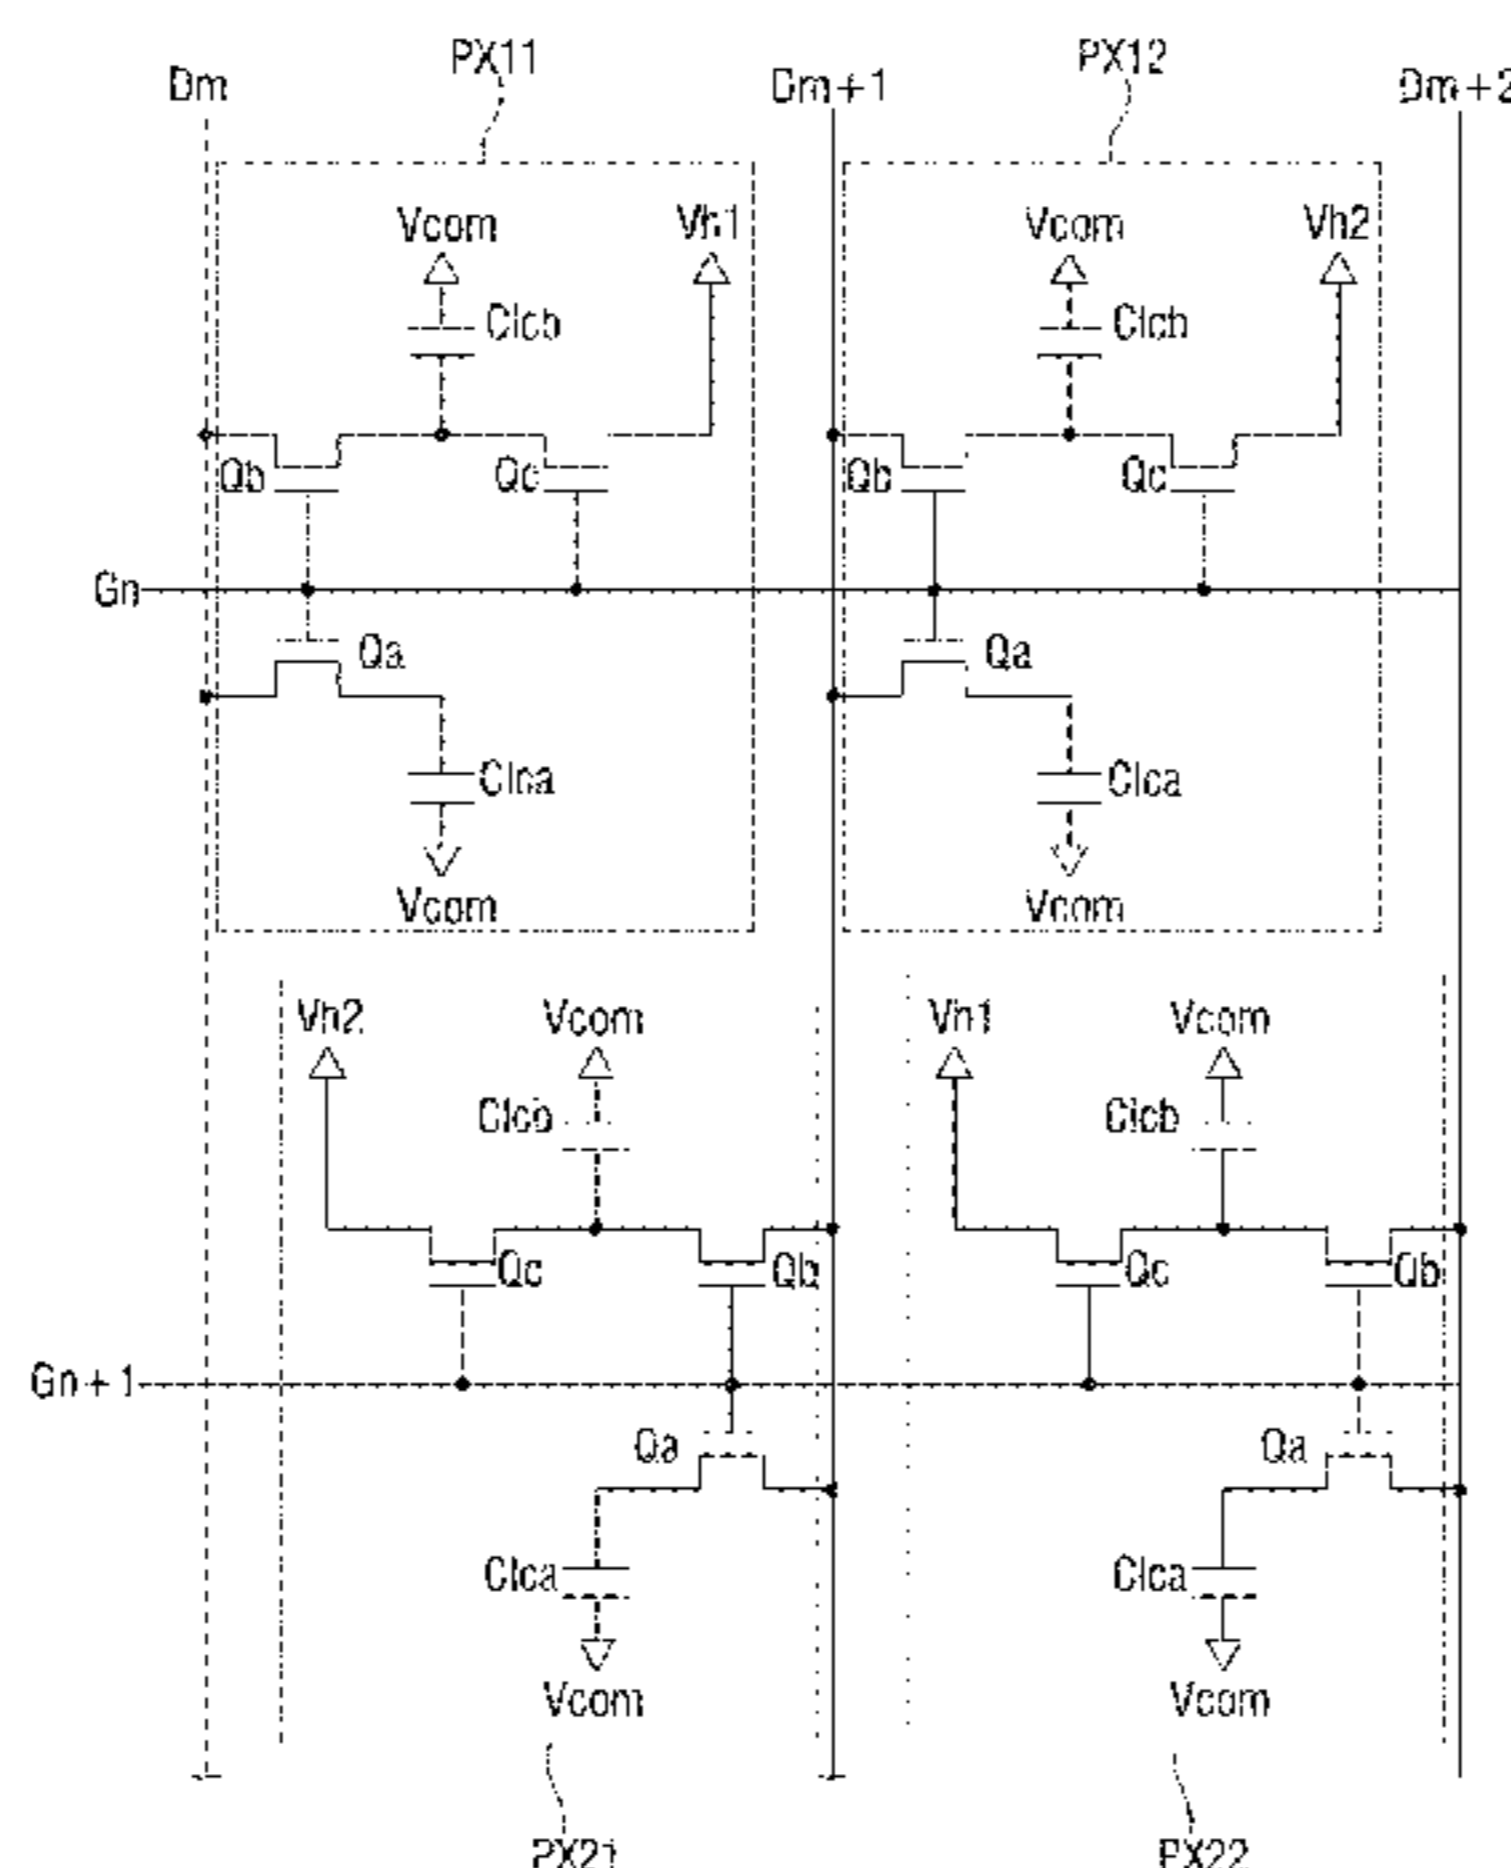 Dm PX11 Dm+1 PX12 Dm+2
Vcom Vh1 Vcom Vh2
Clcb Clcb
Qb Qc Qb Qc
Gn
Qa Qa
Clca Clca
Vcom Vcom
Vh2 Vcom Vh1 Vcom
Clcb Clcb
Qc Qb Qc Qb
Gn+1
Qa Qa
Clca Clca
Vcom Vcom
PX21 PX22